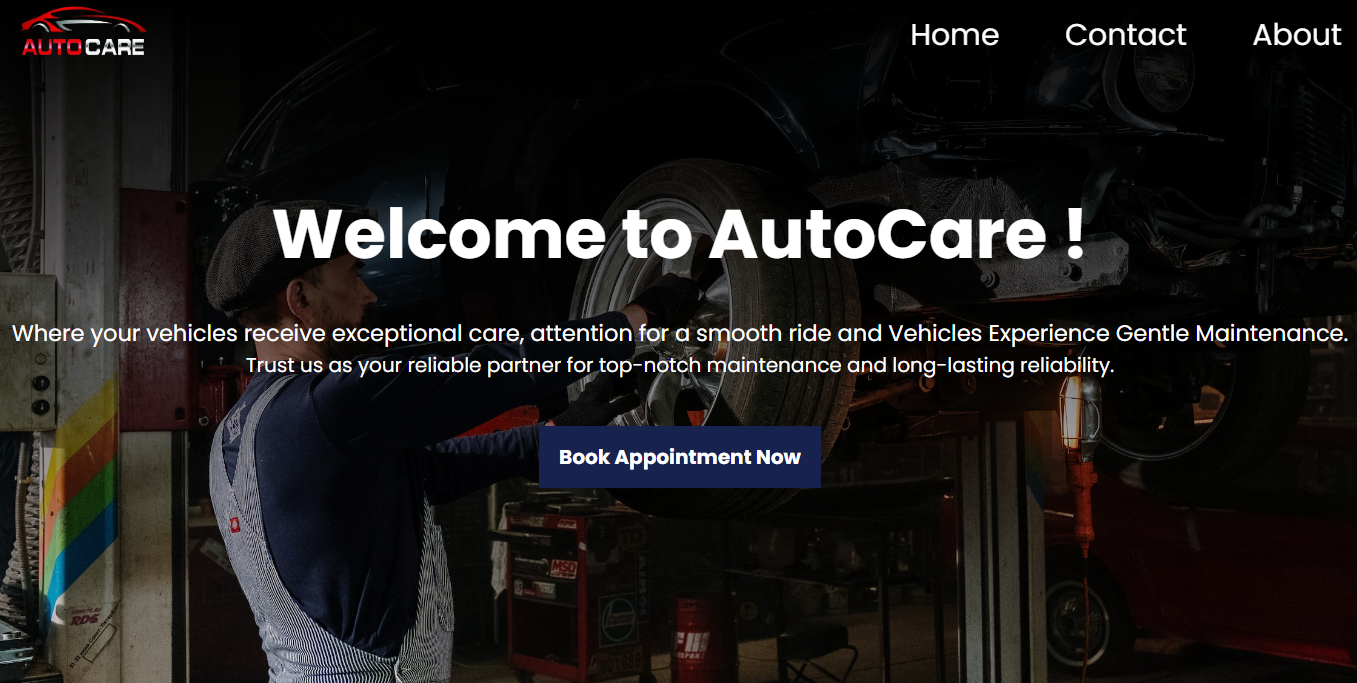 AUTOCARE
Home Contact About
Welcome to AutoCare !
Where your vehicles receive exceptional care, attention for a smooth ride and Vehicles Experience Gentle Maintenance.
Trust us as your reliable partner for top-notch maintenance and long-lasting reliability.
Book Appointment Now
MSD
RDS